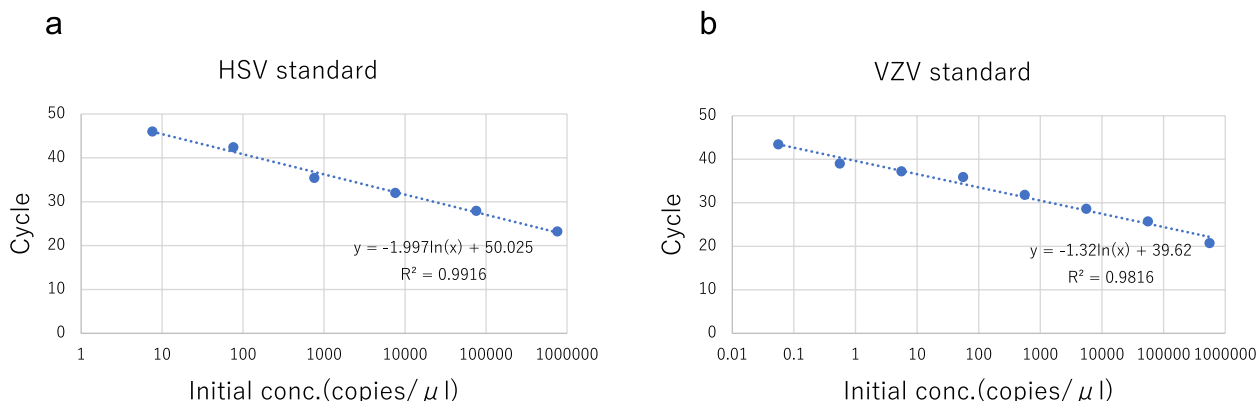 a
HSV standard
50
40
30
20
10
0
Cycle
y = -1.997ln(x) + 50.025
R² = 0.9916
1 10 100 1000 10000 100000 1000000
Initial conc.(copies/μl)
b
VZV standard
50
40
30
20
10
0
Cycle
y = -1.32ln(x) + 39.62
R² = 0.9816
0.01 0.1 1 10 100 1000 10000 100000 1000000
Initial conc.(copies/μl)